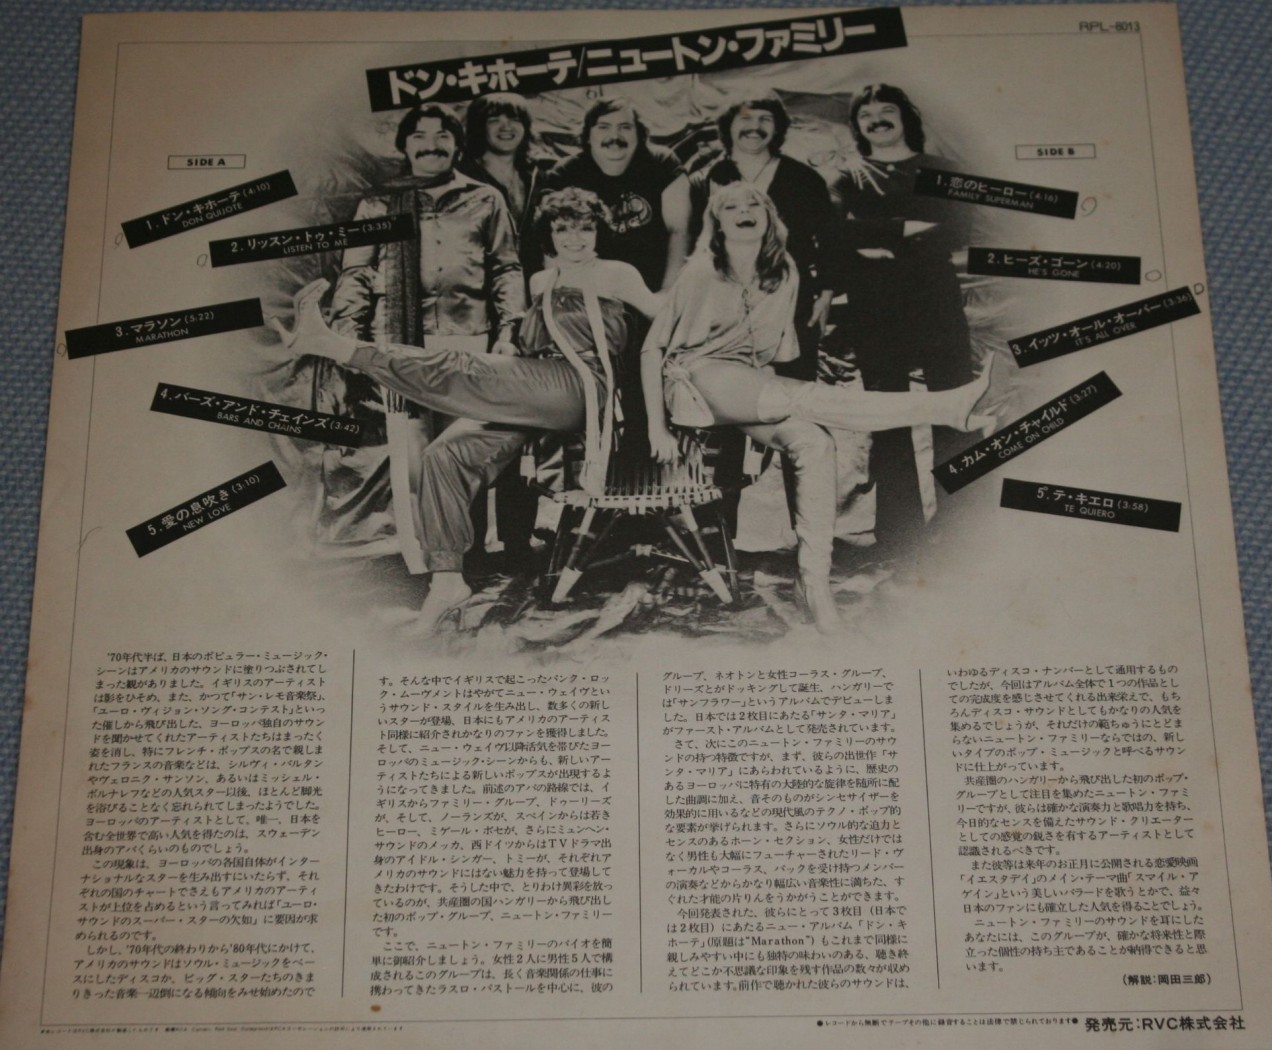 RPL-8013
ドン・キホーテ/ニュートン・ファミリー
SIDE A
1.ドン・キホーテ(4:10)
DON QUIJOTE
2.リッスン・トゥ・ミー(3:35)
LISTEN TO ME
3.マラソン(5:22)
MARATHON
4.バーズ・アンド・チェインズ(3:42)
BARS AND CHAINS
5.愛の息吹き(3:10)
NEW LOVE
SIDE B
1.恋のヒーロー(4:16)
FAMILY SUPERMAN
2.ヒーズ・ゴーン(4:20)
HE'S GONE
3.イッツ・オール・オーバー(3:36)
IT'S ALL OVER
4.カム・オン・チャイルド(3:27)
COME ON CHILD
5.テ・キエロ(3:58)
TE QUIERO
'70年代半ば、日本のポピュラー・ミュージック・
シーンはアメリカのサウンドに塗りつぶされてし
まった観がありました。イギリスのアーティスト
は影をひそめ、また、かつて「サン・レモ音楽祭」、
「ユーロ・ヴィジョン・ソング・コンテスト」といっ
た催しから飛び出した、ヨーロッパ独自のサウン
ドを聞かせてくれたアーティストたちはまったく
姿を消し、特にフレンチ・ポップスの名で親しま
れたフランスの音楽などは、シルヴィ・バルタン
やヴェロニク・サンソン、あるいはミッシェル・
ポルナレフなどの人気スター以後、ほとんど脚光
を浴びることなく忘れられてしまったようでした。
ヨーロッパのアーティストとして、唯一、日本を
含む全世界で高い人気を得たのは、スウェーデン
出身のアバくらいのものでしょう。
この現象は、ヨーロッパの各国自体がインター
ナショナルなスターを生み出すにいたらず、それ
ぞれの国のチャートでさえもアメリカのアーティ
ストが上位を占めるという言ってみれば「ユーロ・
サウンドのスーパー・スターの欠如」に要因が求
められるのです。
しかし、'70年代の終わりから'80年代にかけて、
アメリカのサウンドはソウル・ミュージックをベー
スにしたディスコか、ビッグ・スターたちのきま
りきった音楽一辺倒になる傾向をみせ始めたので
す。そんな中でイギリスで起こったパンク・ロッ
ク・ムーヴメントはやがてニュー・ウェイヴとい
うサウンド・スタイルを生み出し、数多くの新し
いスターが登場、日本にもアメリカのアーティス
ト同様に紹介されかなりのファンを獲得しました。
そして、ニュー・ウェイヴ以降活気を帯びたヨー
ロッパのミュージック・シーンからも、新しいアー
ティストたちによる新しいポップスが出現するよ
うになってきました。前述のアバの路線では、イ
ギリスからファミリー・グループ、ドゥーリーズ
が、そして、ノーランズが、スペインからは若き
ヒーロー、ミゲール・ボセが、さらにミュンヘン・
サウンドのメッカ、西ドイツからはTVドラマ出
身のアイドル・シンガー、トミーが、それぞれア
メリカのサウンドにはない魅力を持って登場して
きたわけです。そうした中で、とりわけ異彩を放っ
ているのが、共産圏の国ハンガリーから飛び出し
た初のポップ・グループ、ニュートン・ファミリー
です。
ここで、ニュートン・ファミリーのバイオを簡
単に御紹介しましょう。女性2人に男性5人で構
成されるこのグループは、長く音楽関係の仕事に
携わってきたラスロ・パストールを中心に、彼の
グループ、ネオトンと女性コーラス・グループ、
ドリーズとがドッキングして誕生、ハンガリーで
は「サンフラワー」というアルバムでデビューしま
した。日本では2枚目にあたる「サンタ・マリア」
がファースト・アルバムとして発売されています。
さて、次にこのニュートン・ファミリーのサウ
ンドの持つ特徴ですが、まず、彼らの出世作「サ
ンタ・マリア」にあらわれているように、歴史の
あるヨーロッパに特有の大陸的な旋律を随所に配
した曲調に加え、音そのものがシンセサイザーを
効果的に用いるなどの現代風のテクノ・ポップ的
な要素が挙げられます。さらにソウル的な迫力と
センスのあるホーン・セクション、女性だけでは
なく男性も大幅にフューチャーされたリード・ヴ
ォーカルやコーラス、バックを受け持つメンバー
の演奏などからかなり幅広い音楽性に満ちた、す
ぐれた才能の片りんをうかがうことができます。
今回発表された、彼らにとって3枚目(日本で
は2枚目)にあたるニュー・アルバム「ドン・キ
ホーテ」(原題は“Marathon”)もこれまで同様に
親しみやすい中にも独特の味わいのある、聴き終
えてどこか不思議な印象を残す作品の数々が収め
られています。前作で聴かれた彼らのサウンドは、
いわゆるディスコ・ナンバーとして通用するもの
でしたが、今回はアルバム全体で1つの作品とし
ての完成度を感じさせてくれる出来栄えで、もち
ろんディスコ・サウンドとしてもかなりの人気を
集めるでしょうが、それだけの範ちゅうにとどま
らないニュートン・ファミリーならではの、新し
いタイプのポップ・ミュージックと呼べるサウン
ドに仕上がっています。
共産圏のハンガリーから飛び出した初のポップ・
グループとして注目を集めたニュートン・ファミ
リーですが、彼らは確かな演奏力と歌唱力を持ち、
今日的なセンスを備えたサウンド・クリエーター
としての感覚の鋭さを有するアーティストとして
認識されるべきです。
また彼等は来年のお正月に公開される恋愛映画
「イエスタデイ」のメイン・テーマ曲「スマイル・ア
ゲイン」という美しいバラードを歌うとかで、益々
日本のファンにも確立した人気を得ることでしょう。
ニュートン・ファミリーのサウンドを耳にした
あなたには、このグループが、確かな将来性と際
立った個性の持ち主であることが納得できると思
います。
(解説:岡田三郎)
●レコードから無断でテープその他に録音することは法律で禁じられております●
発売元:RVC株式会社